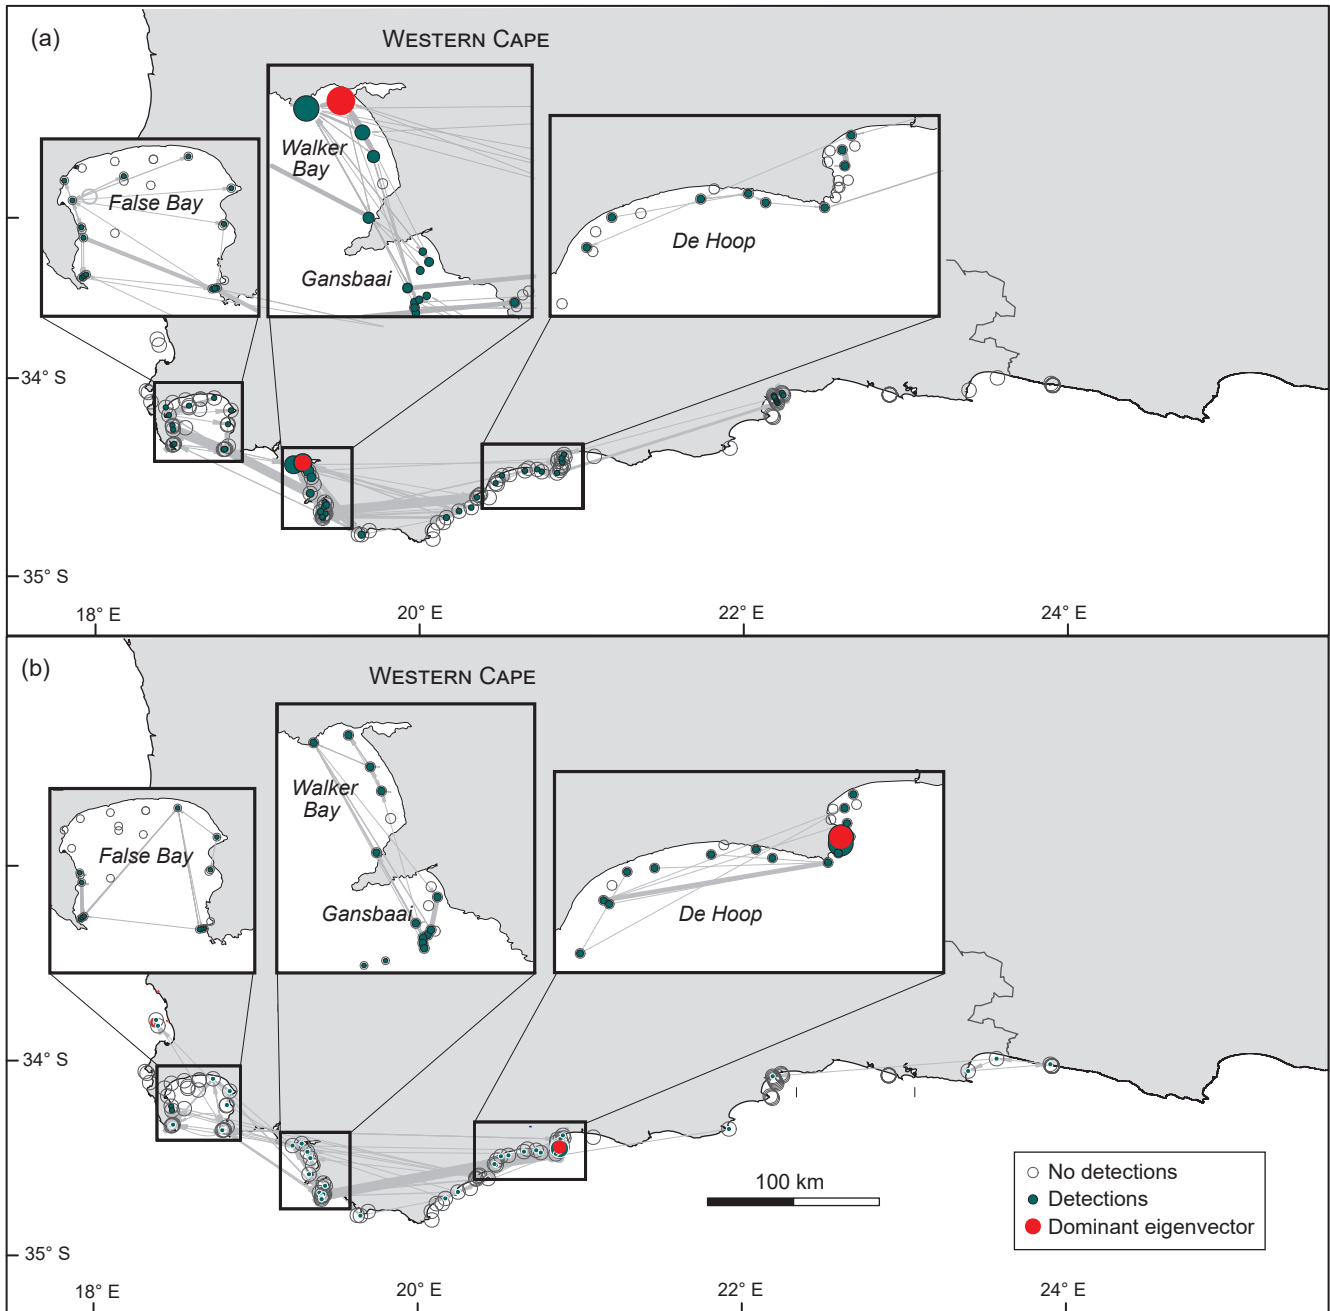 (a)
WESTERN CAPE
Walker
Bay
False Bay
De Hoop
Gansbaai
34° S
35° S
18° E
20° E
22° E
24° E
(b)
WESTERN CAPE
Walker
Bay
False Bay
Gansbaai
De Hoop
34° S
100 km
No detections
Detections
Dominant eigenvector
35° S
18° E
20° E
22° E
24° E